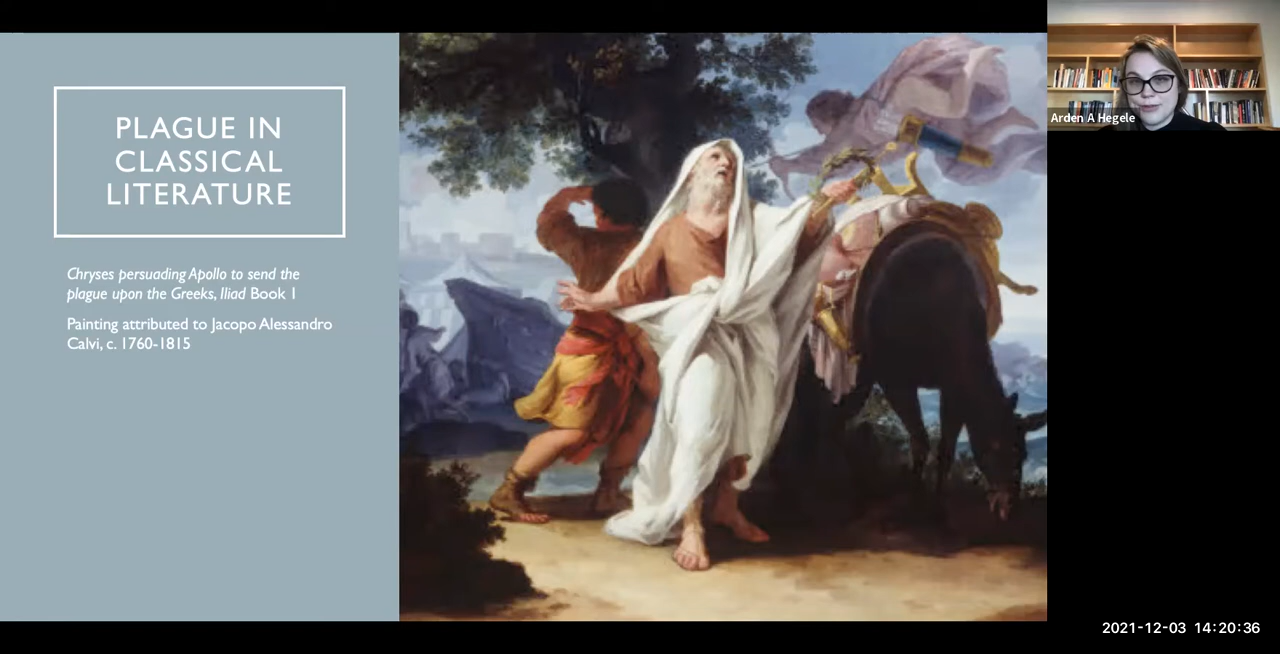 PLAGUE IN
CLASSICAL
LITERATURE
Chryses persuading Apollo to send the
plague upon the Greeks, Iliad Book 1
Painting attributed to Jacopo Alessandro
Calvi, c. 1760-1815
Arden A Hegele
2021-12-03 14:20:36